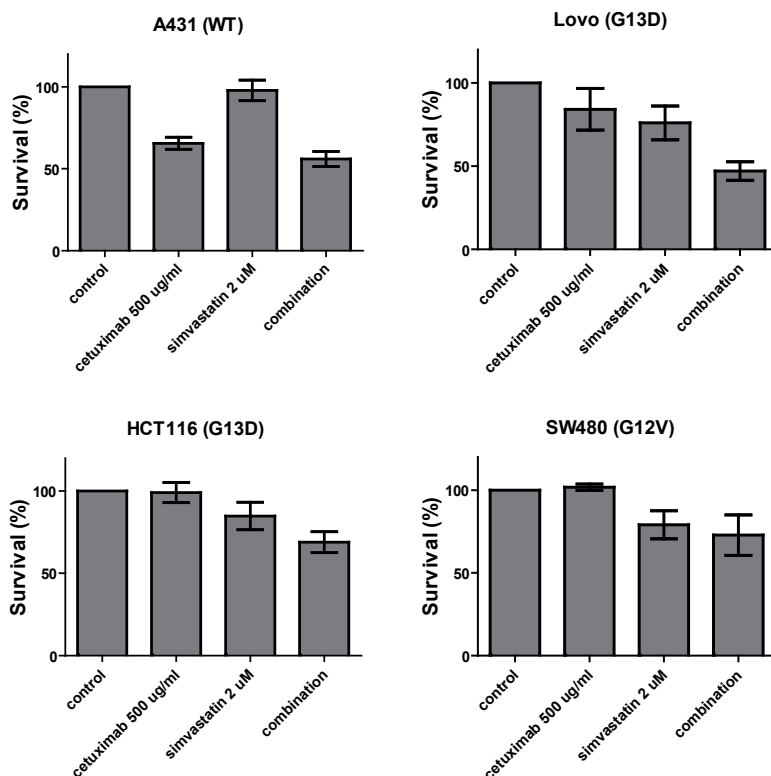 A431 (WT)
Survival (%)
100
50
0
control
cetuximab 500 ug/ml
simvastatin 2 uM
combination
Lovo (G13D)
Survival (%)
100
50
0
control
cetuximab 500 ug/ml
simvastatin 2 uM
combination
HCT116 (G13D)
Survival (%)
100
50
0
control
cetuximab 500 ug/ml
simvastatin 2 uM
combination
SW480 (G12V)
Survival (%)
100
50
0
control
cetuximab 500 ug/ml
simvastatin 2 uM
combination